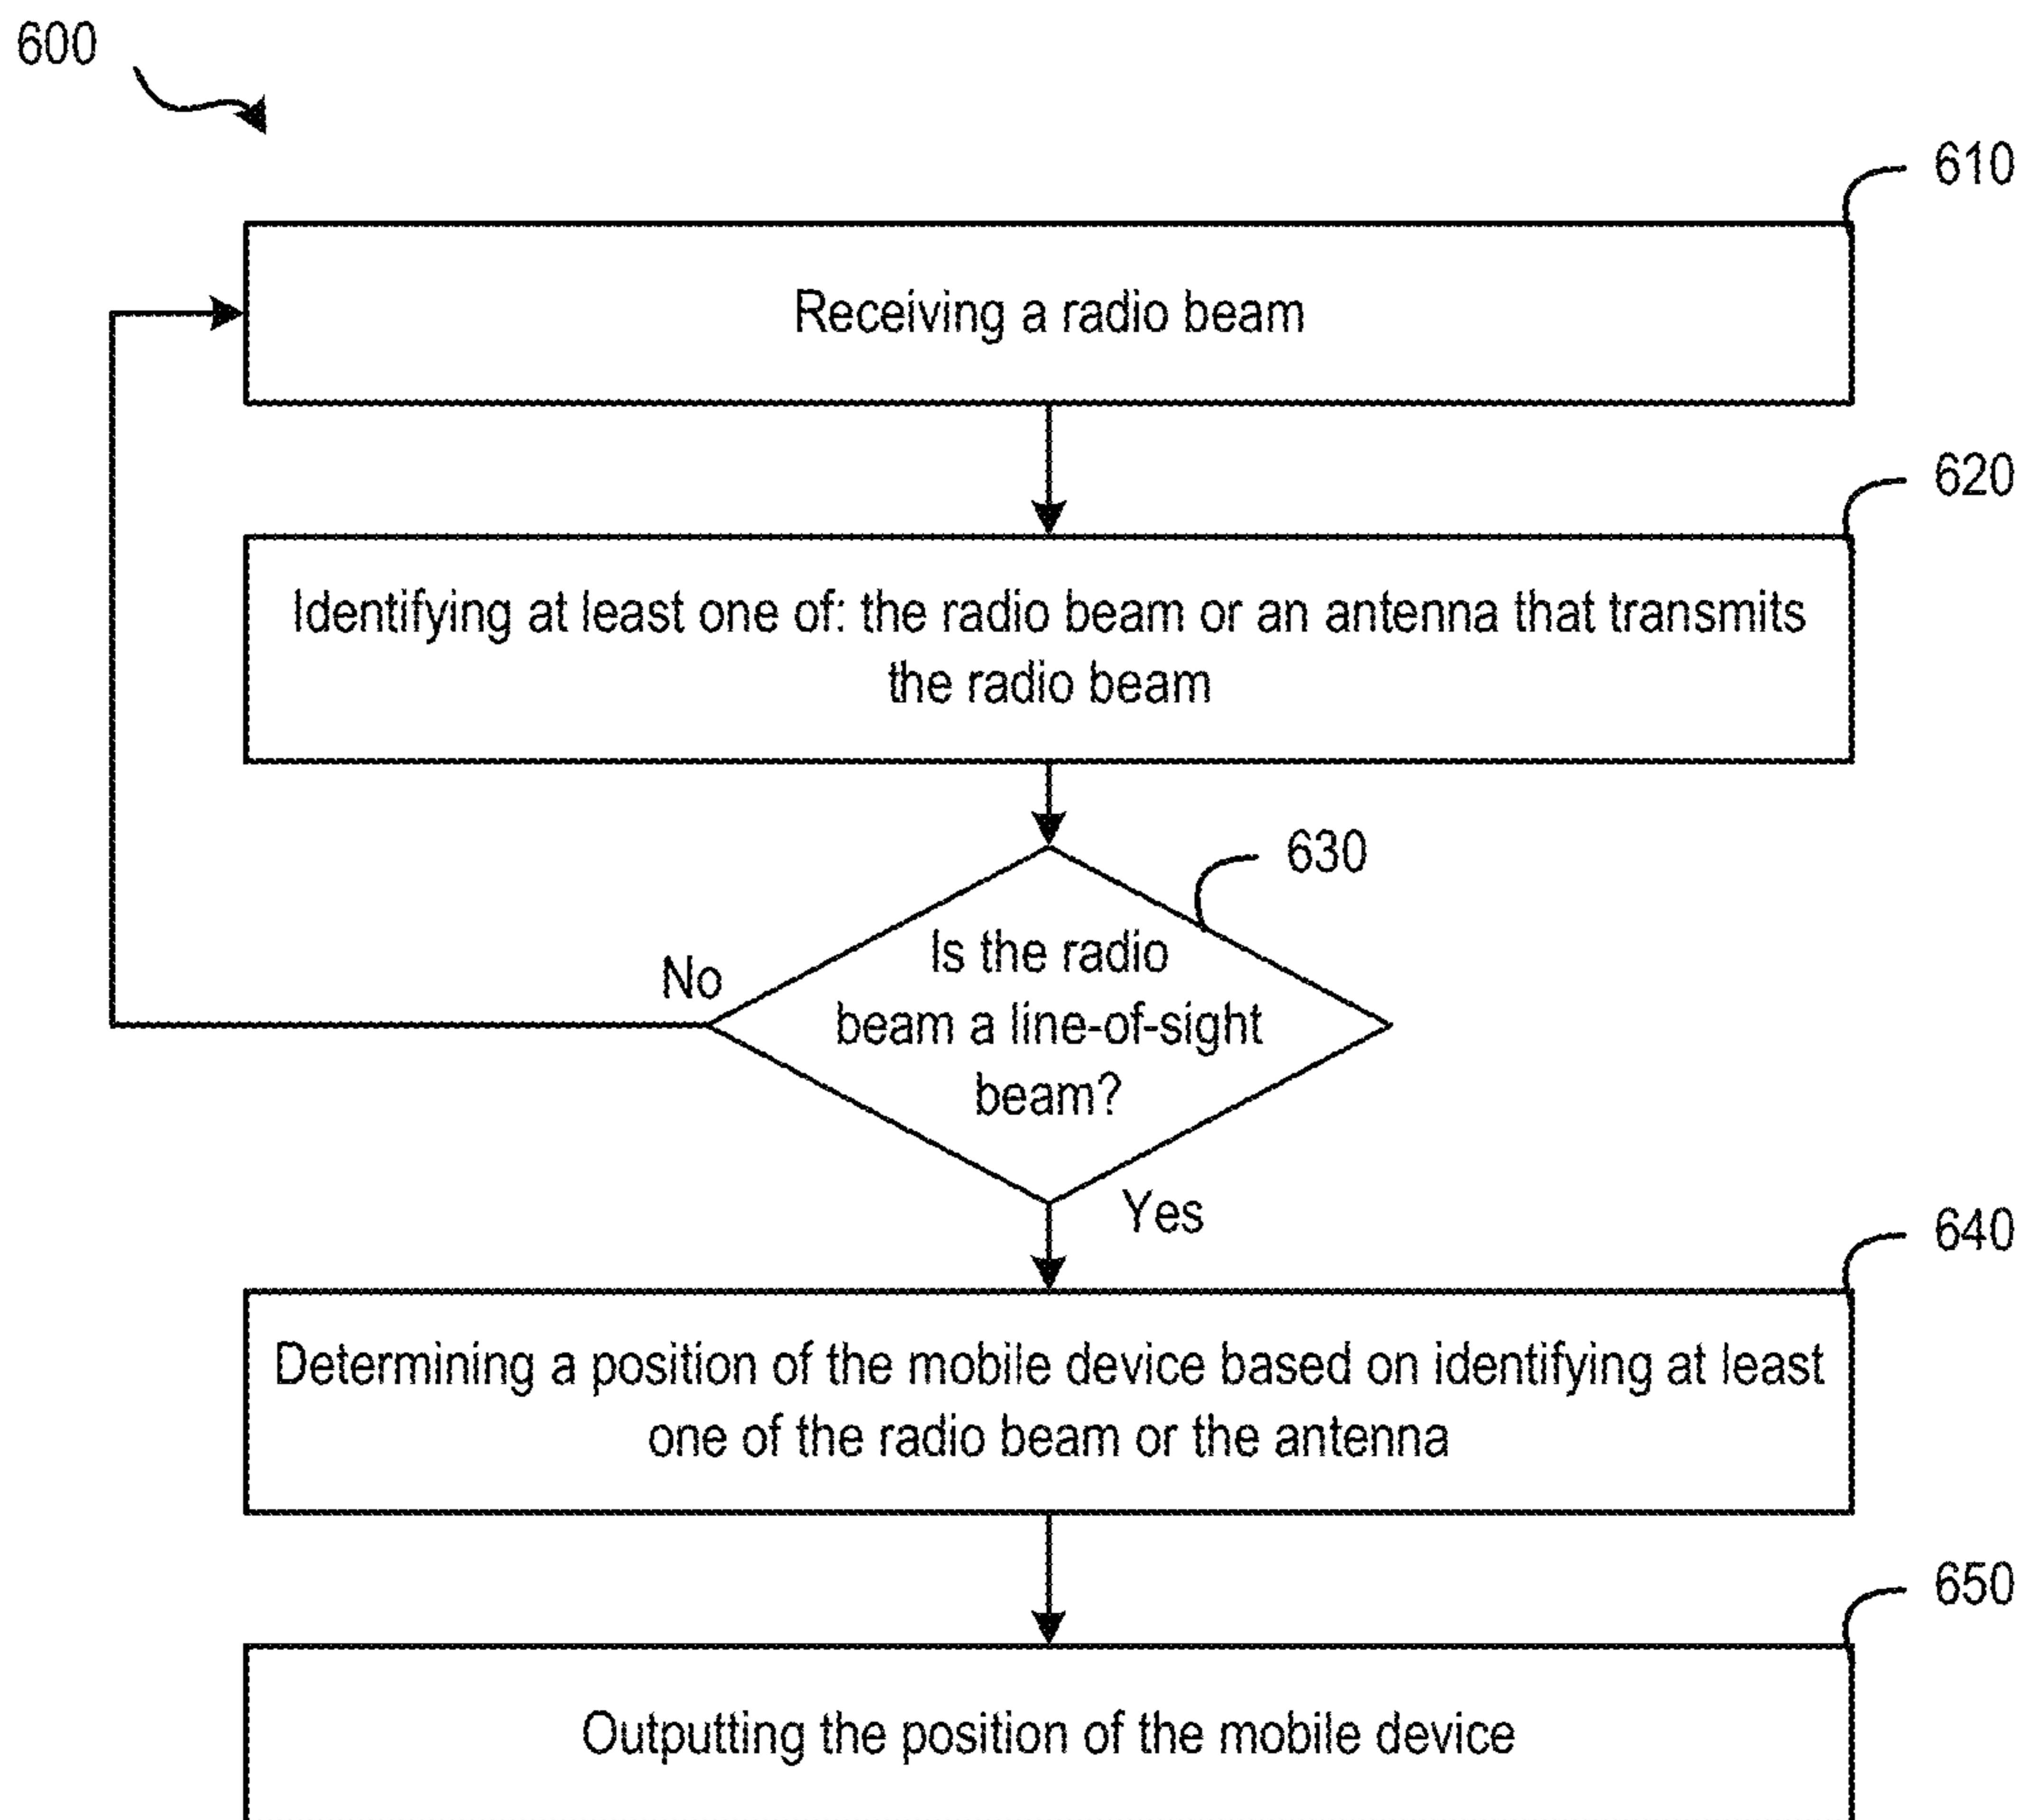 600
610
Receiving a radio beam
620
Identifying at least one of: the radio beam or an antenna that transmits
the radio beam
630
Is the radio
beam a line-of-sight
beam?
No
Yes
640
Determining a position of the mobile device based on identifying at least
one of the radio beam or the antenna
650
Outputting the position of the mobile device